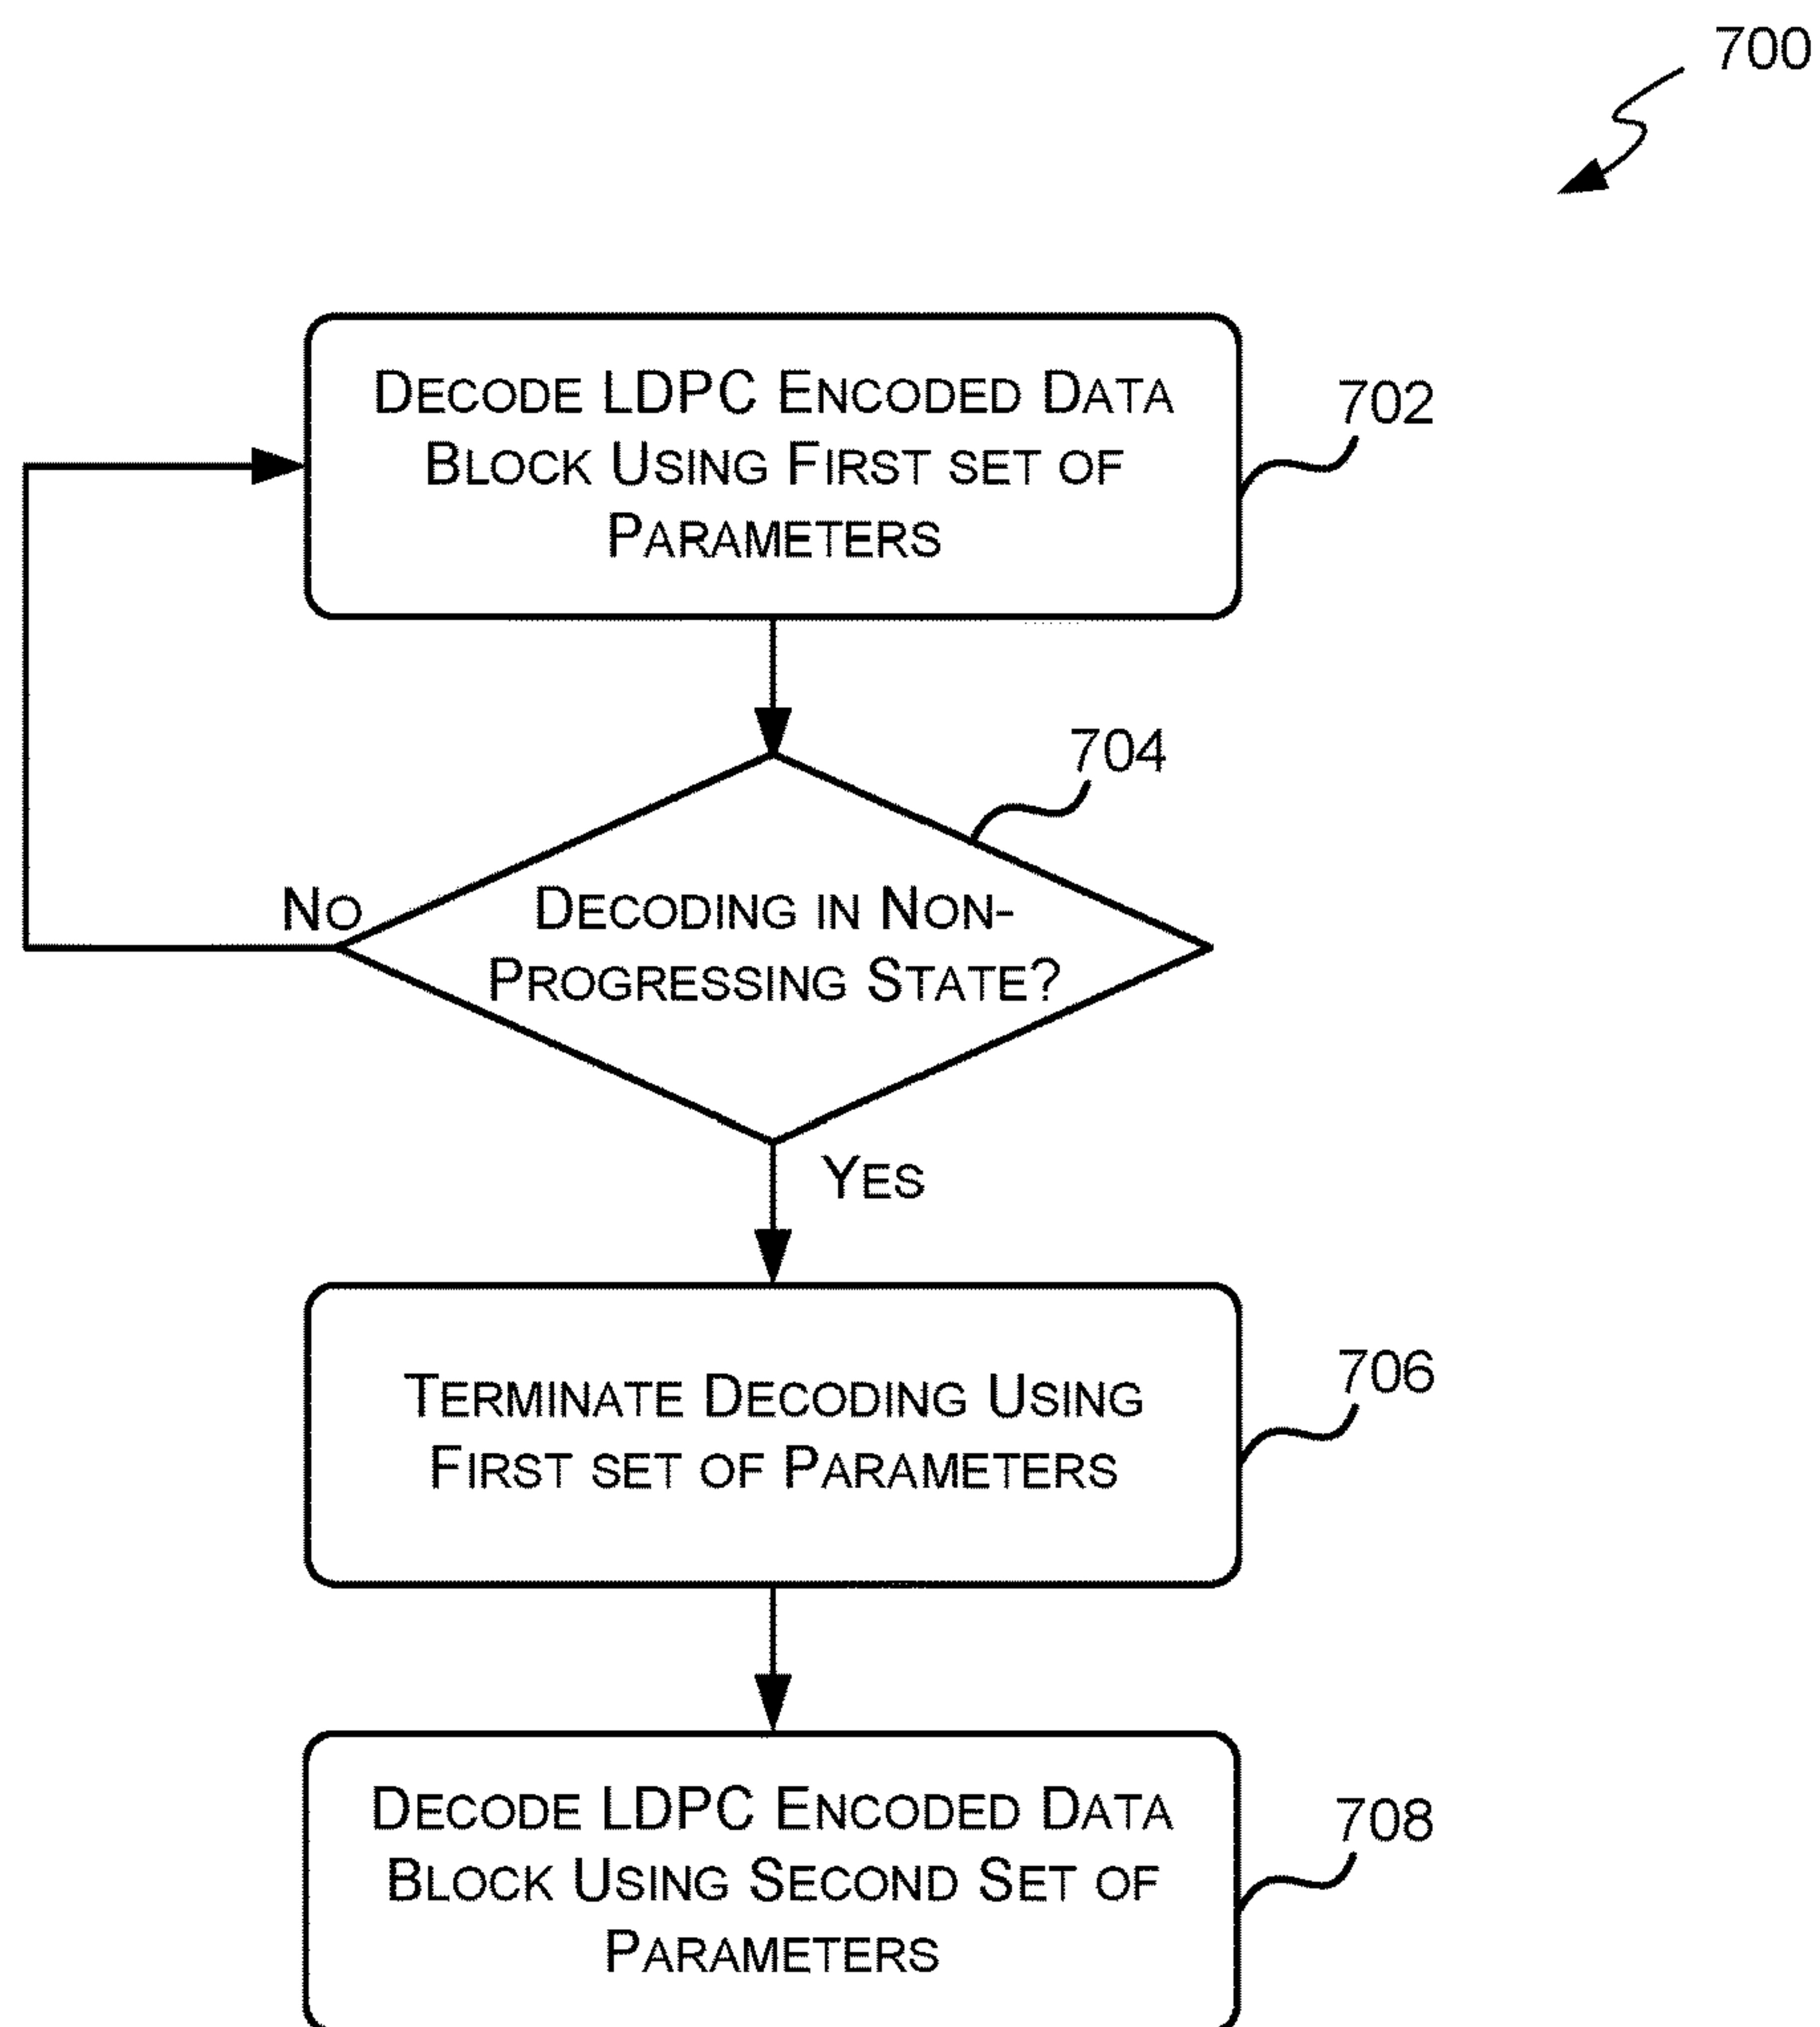 700
DECODE LDPC ENCODED DATA
BLOCK USING FIRST SET OF
PARAMETERS
702
704
NO
DECODING IN NON-
PROGRESSING STATE?
YES
TERMINATE DECODING USING
FIRST SET OF PARAMETERS
706
DECODE LDPC ENCODED DATA
BLOCK USING SECOND SET OF
PARAMETERS
708